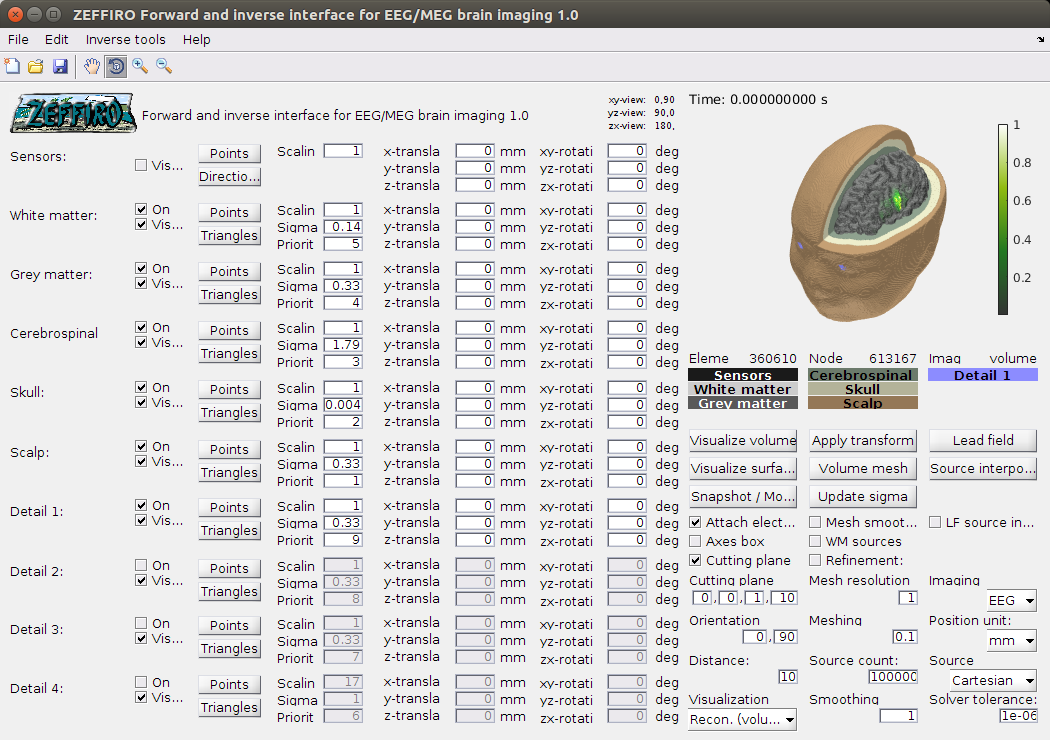 ZEFFIRO Forward and inverse interface for EEG/MEG brain imaging 1.0
File Edit Inverse tools Help
ZEFFIRO Forward and inverse interface for EEG/MEG brain imaging 1.0
xy-view: 0,90
yz-view: 90,0
zx-view: 180,
Time: 0.000000000 s
Sensors: Vis... Points Directio...
Scalin 1 x-transla 0 mm xy-rotati 0 deg
y-transla 0 mm yz-rotati 0 deg
z-transla 0 mm zx-rotati 0 deg
White matter: On Vis... Points Triangles
Scalin 1 x-transla 0 mm xy-rotati 0 deg
Sigma 0.14 y-transla 0 mm yz-rotati 0 deg
Priorit 5 z-transla 0 mm zx-rotati 0 deg
Grey matter: On Vis... Points Triangles
Scalin 1 x-transla 0 mm xy-rotati 0 deg
Sigma 0.33 y-transla 0 mm yz-rotati 0 deg
Priorit 4 z-transla 0 mm zx-rotati 0 deg
Cerebrospinal On Vis... Points Triangles
Scalin 1 x-transla 0 mm xy-rotati 0 deg
Sigma 1.79 y-transla 0 mm yz-rotati 0 deg
Priorit 3 z-transla 0 mm zx-rotati 0 deg
Skull: On Vis... Points Triangles
Scalin 1 x-transla 0 mm xy-rotati 0 deg
Sigma 0.004 y-transla 0 mm yz-rotati 0 deg
Priorit 2 z-transla 0 mm zx-rotati 0 deg
Scalp: On Vis... Points Triangles
Scalin 1 x-transla 0 mm xy-rotati 0 deg
Sigma 0.33 y-transla 0 mm yz-rotati 0 deg
Priorit 1 z-transla 0 mm zx-rotati 0 deg
Detail 1: On Vis... Points Triangles
Scalin 1 x-transla 0 mm xy-rotati 0 deg
Sigma 0.33 y-transla 0 mm yz-rotati 0 deg
Priorit 9 z-transla 0 mm zx-rotati 0 deg
Detail 2: On Vis... Points Triangles
Scalin 1 x-transla 0 mm xy-rotati 0 deg
Sigma 0.33 y-transla 0 mm yz-rotati 0 deg
Priorit 8 z-transla 0 mm zx-rotati 0 deg
Detail 3: On Vis... Points Triangles
Scalin 1 x-transla 0 mm xy-rotati 0 deg
Sigma 0.33 y-transla 0 mm yz-rotati 0 deg
Priorit 7 z-transla 0 mm zx-rotati 0 deg
Detail 4: On Vis... Points Triangles
Scalin 17 x-transla 0 mm xy-rotati 0 deg
Sigma 1 y-transla 0 mm yz-rotati 0 deg
Priorit 6 z-transla 0 mm zx-rotati 0 deg
1
0.8
0.6
0.4
0.2
Eleme 360610 Node 613167 Imag volume
Sensors Cerebrospinal Detail 1
White matter Skull
Grey matter Scalp
Visualize volume Apply transform Lead field
Visualize surfa... Volume mesh Source interpo...
Snapshot / Mo... Update sigma
Attach elect... Mesh smoot... LF source in...
Axes box WM sources
Cutting plane Refinement:
Cutting plane Mesh resolution Imaging
0, 0, 1, 10 1 EEG
Orientation Meshing Position unit:
0, 90 0.1 mm
Distance: Source count: Source
10 100000 Cartesian
Visualization Smoothing Solver tolerance:
Recon. (volu... 1 1e-06